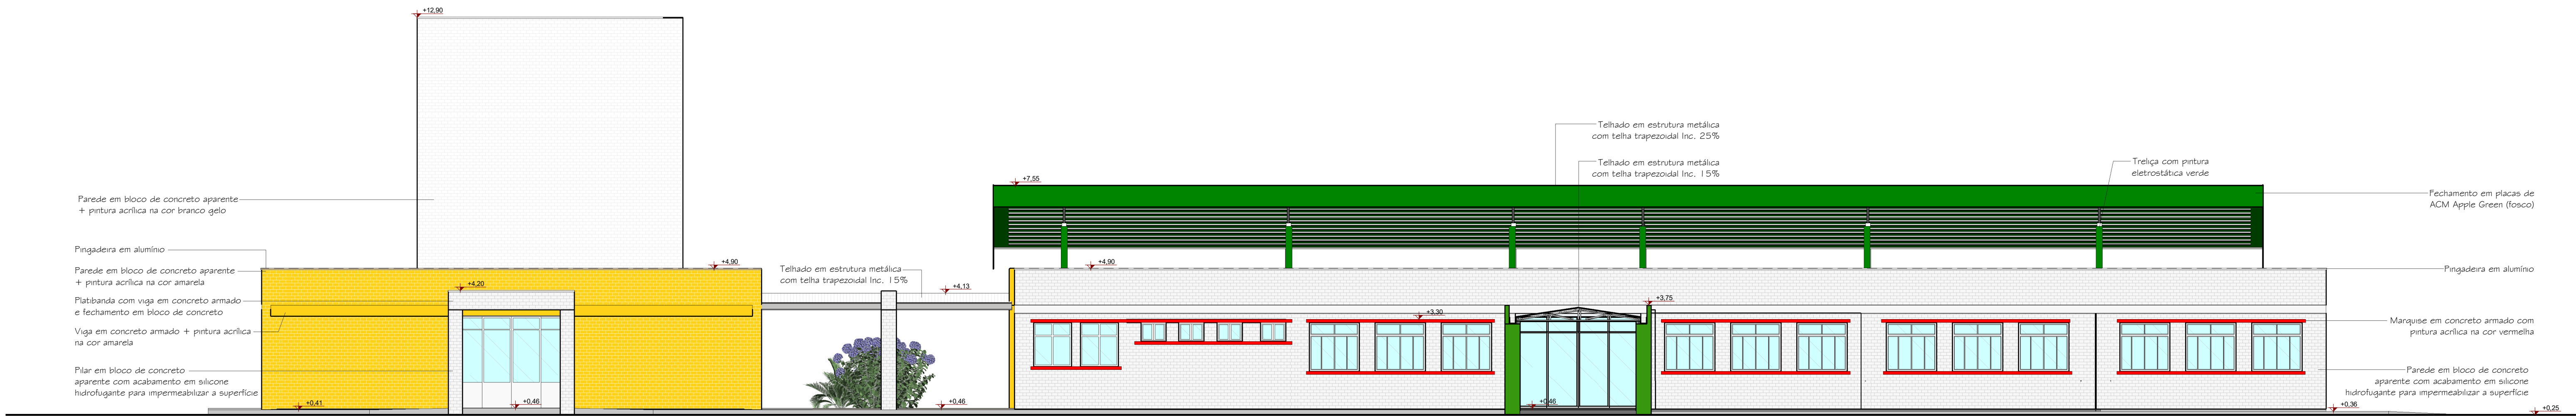 +12,90
Parede em bloco de concreto aparente
+ pintura acrílica na cor branco gelo
Pingadeira em alumínio
Parede em bloco de concreto aparente
+ pintura acrílica na cor amarela
Platibanda com viga em concreto armado
e fechamento em bloco de concreto
Viga em concreto armado + pintura acrílica
na cor amarela
Pilar em bloco de concreto
aparente com acabamento em silicone
hidrofugante para impermeabilizar a superfície
+4,90
+4,20
+0,41
+0,46
Telhado em estrutura metálica
com telha trapezoidal Inc. 15%
+4,13
+0,46
+7,55
+4,90
Telhado em estrutura metálica
com telha trapezoidal Inc. 25%
Telhado em estrutura metálica
com telha trapezoidal Inc. 15%
+3,30
+3,75
+0,46
Treliça com pintura
eletrostática verde
Fechamento em placas de
ACM Apple Green (fosco)
Pingadeira em alumínio
Marquise em concreto armado com
pintura acrílica na cor vermelha
Parede em bloco de concreto
aparente com acabamento em silicone
hidrofugante para impermeabilizar a superfície
+0,36
+0,25